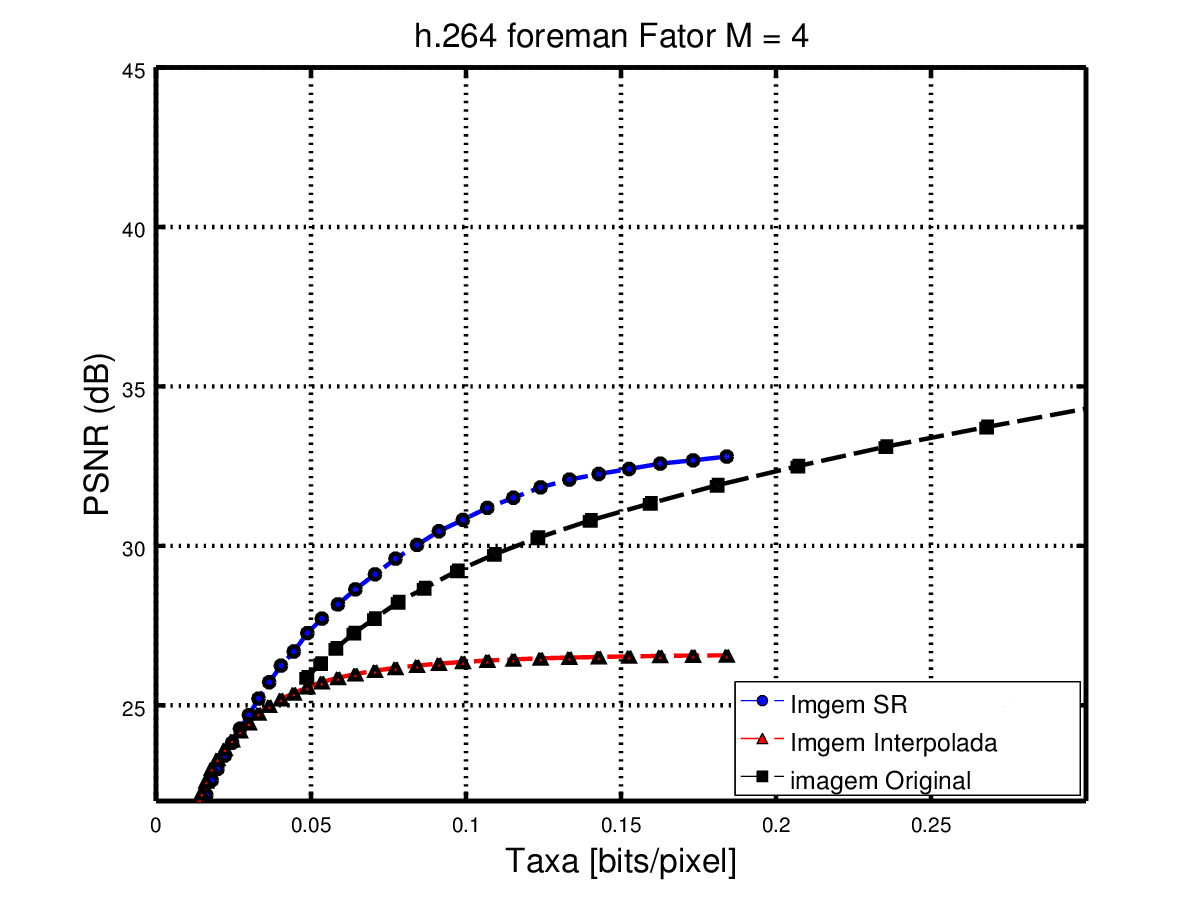 h.264 foreman Fator M = 4
45
40
35
30
25
PSNR (dB)
0 0.05 0.1 0.15 0.2 0.25
Taxa [bits/pixel]
Imgem SR
Imgem Interpolada
imagem Original